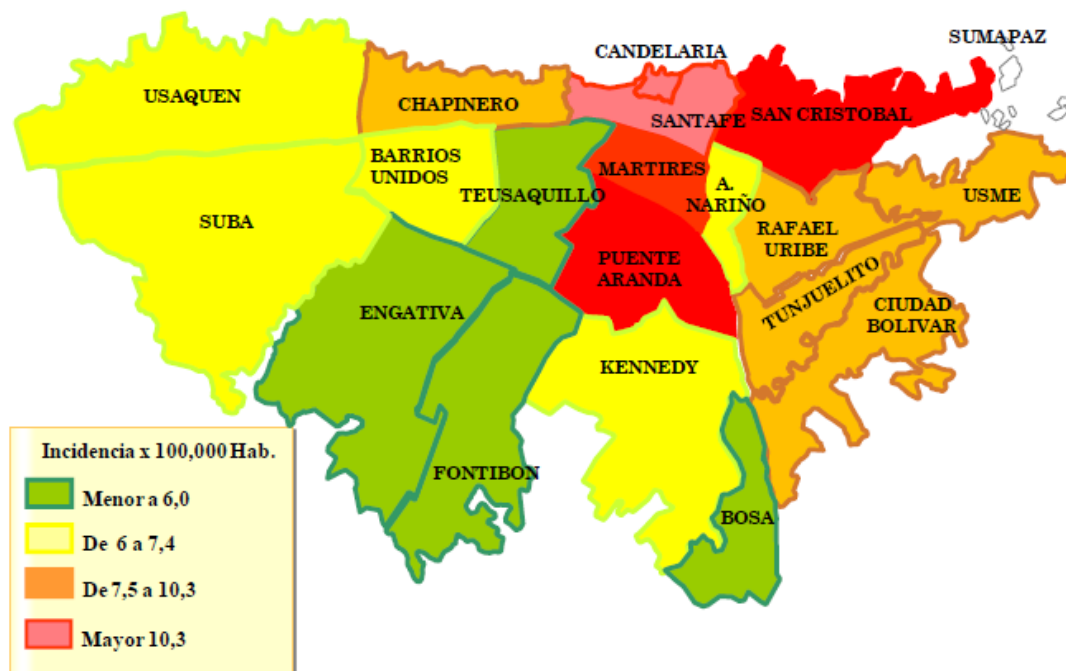 SUMAPAZ
CANDELARIA
USAQUEN
CHAPINERO
SANTAFE
SAN CRISTOBAL
BARRIOS
UNIDOS
MARTIRES
TEUSAQUILLO
A.
NARIÑO
USME
SUBA
RAFAEL
URIBE
PUENTE
ARANDA
TUNJUELITO
CIUDAD
BOLIVAR
ENGATIVA
KENNEDY
FONTIBON
BOSA
Incidencia x 100,000 Hab.
Menor a 6,0
De 6 a 7,4
De 7,5 a 10,3
Mayor 10,3